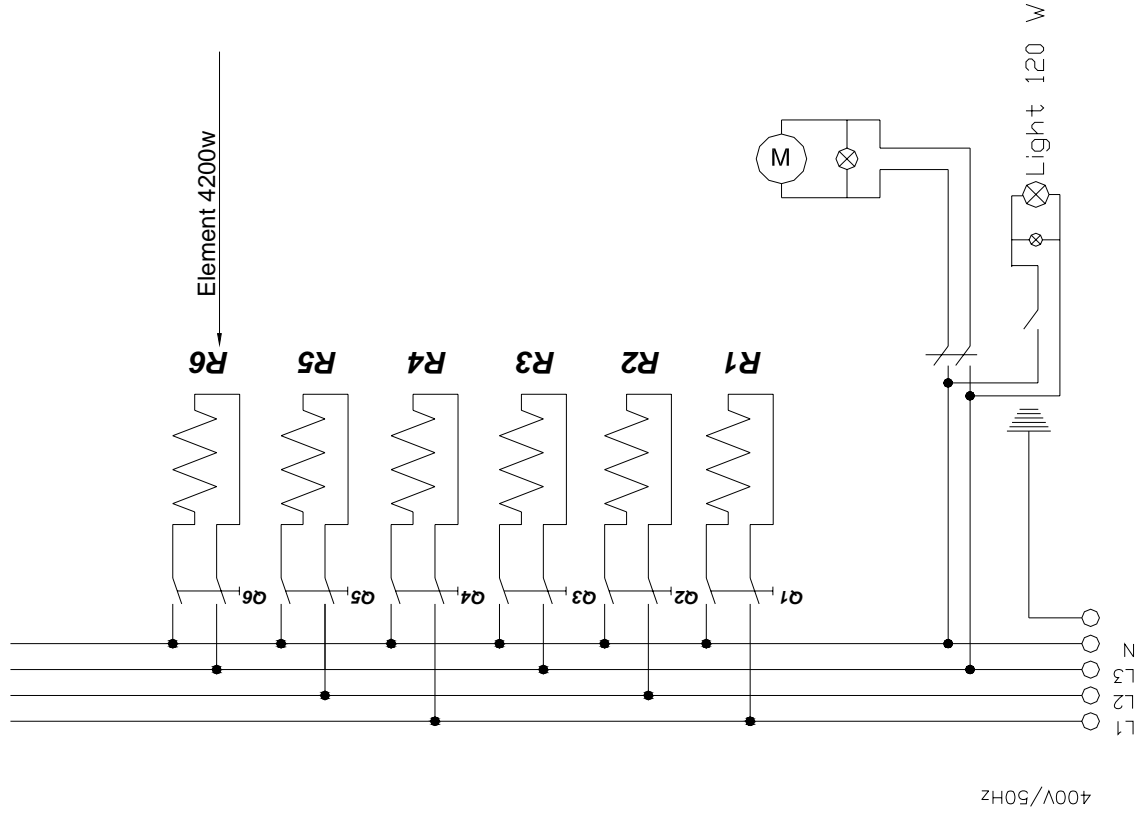 Light 120 W
M
Element 4200w
R6 R5 R4 R3 R2 R1
Q6 Q5 Q4 Q3 Q2 Q1
N
L3
L2
L1
400V/50Hz